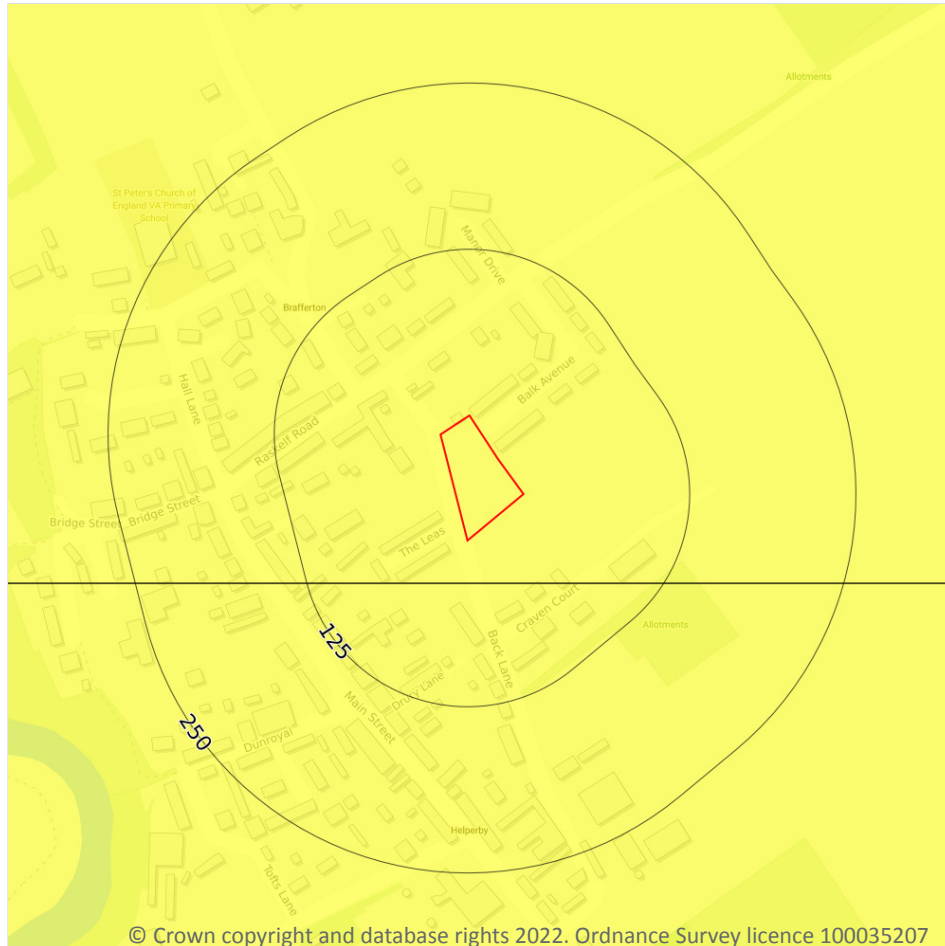 Allotments
St Peter's Church of
England VA Primary
School
Manor Drive
Brafferton
Balk Avenue
Hall Lane
Raskelf Road
Bridge Street
Bridge Street
The Leas
Craven Court
Allotments
125
Back Lane
Drury Lane
Main Street
250
Dunroyal
Helperby
Tofts Lane
© Crown copyright and database rights 2022. Ordnance Survey licence 100035207